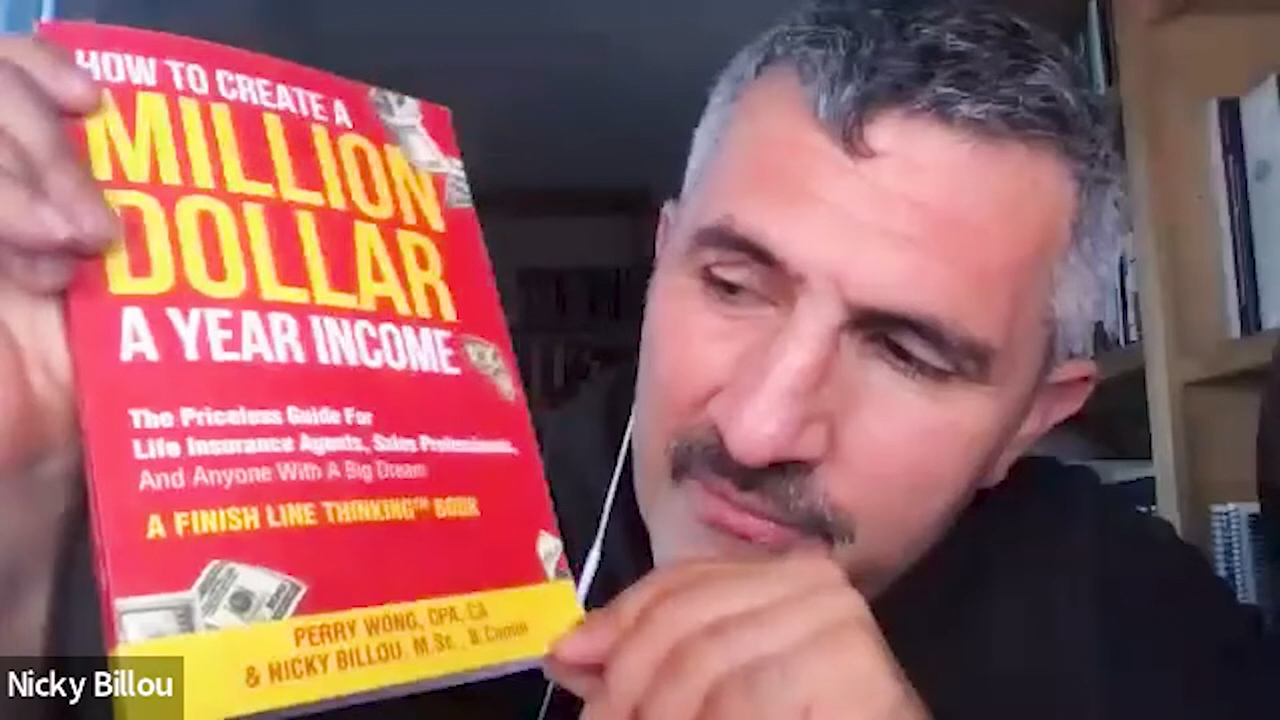 HOW TO CREATE A
MILLION
DOLLAR
A YEAR INCOME
The Priceless Guide For
Life Insurance Agents, Sales Professionals,
And Anyone With A Big Dream
A FINISH LINE THINKING™ BOOK
PERRY WONG, CPA, CA
& NICKY BILLOU, M.Sc., B.Comm
Nicky Billou